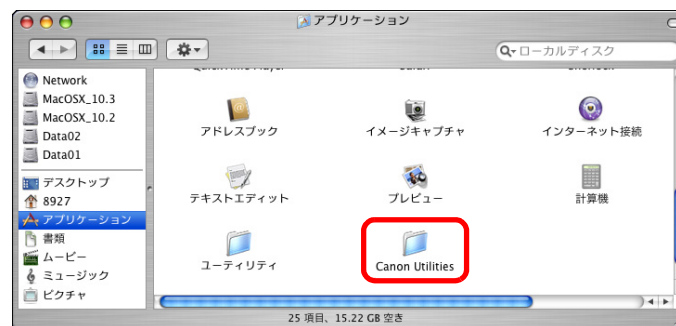 アプリケーション
ローカルディスク
Network
MacOSX_10.3
MacOSX_10.2
Data02
Data01
デスクトップ
8927
アプリケーション
書類
ムービー
ミュージック
ピクチャ
アドレスブック
イメージキャプチャ
インターネット接続
テキストエディット
プレビュー
計算機
ユーティリティ
Canon Utilities
25 項目、15.22 GB 空き